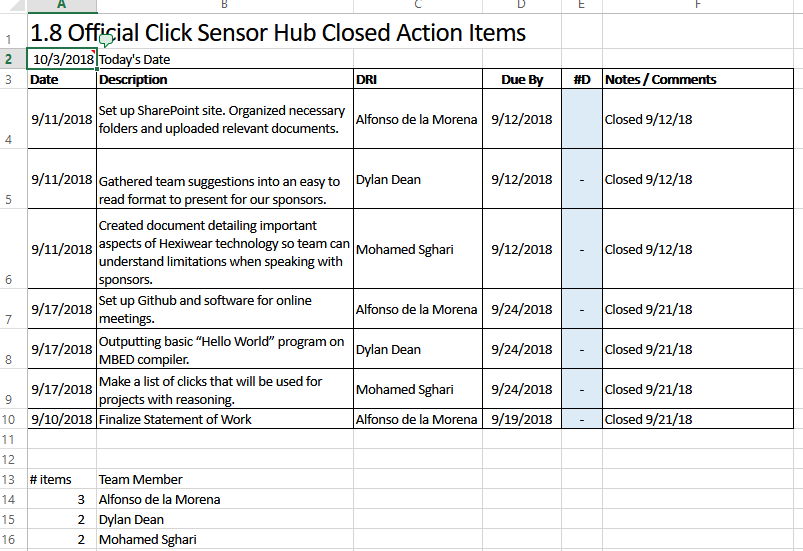 A B C D E F
1 1.8 Official Click Sensor Hub Closed Action Items
2 10/3/2018 Today's Date
3 Date Description DRI Due By #D Notes / Comments
4 9/11/2018 Set up SharePoint site. Organized necessary
folders and uploaded relevant documents. Alfonso de la Morena 9/12/2018 Closed 9/12/18
5 9/11/2018 Gathered team suggestions into an easy to
read format to present for our sponsors. Dylan Dean 9/12/2018 - Closed 9/12/18
6 9/11/2018 Created document detailing important
aspects of Hexiwear technology so team can
understand limitations when speaking with
sponsors. Mohamed Sghari 9/12/2018 - Closed 9/12/18
7 9/17/2018 Set up Github and software for online
meetings. Alfonso de la Morena 9/24/2018 - Closed 9/21/18
8 9/17/2018 Outputting basic “Hello World” program on
MBED compiler. Dylan Dean 9/24/2018 - Closed 9/21/18
9 9/17/2018 Make a list of clicks that will be used for
projects with reasoning. Mohamed Sghari 9/24/2018 - Closed 9/21/18
10 9/10/2018 Finalize Statement of Work Alfonso de la Morena 9/19/2018 - Closed 9/21/18
11
12
13 # items Team Member
14 3 Alfonso de la Morena
15 2 Dylan Dean
16 2 Mohamed Sghari